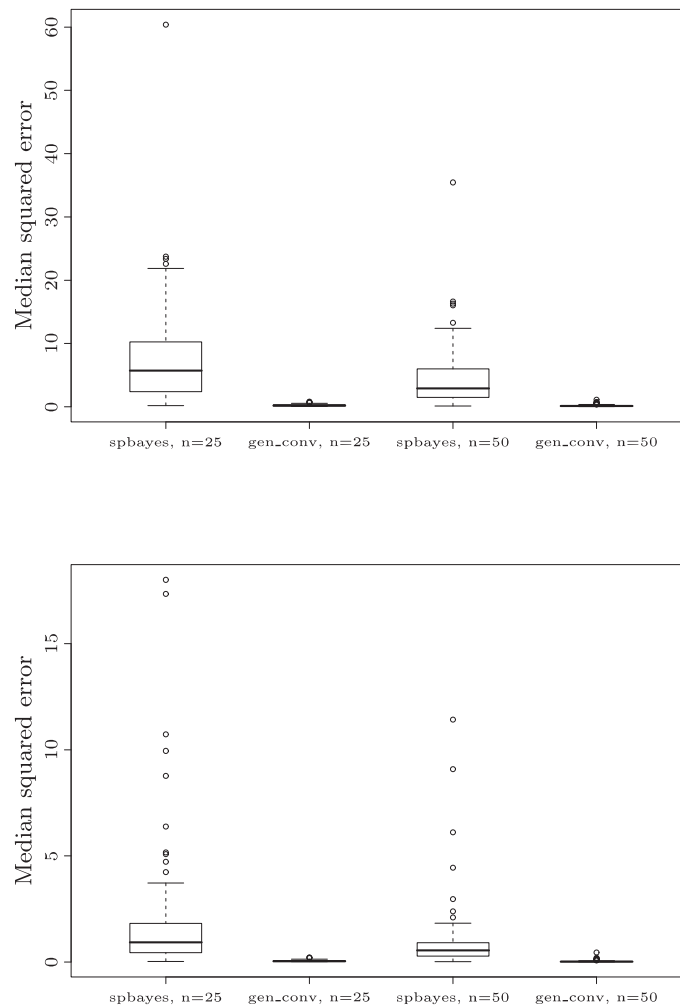 Median squared error
60
50
40
30
20
10
0
spbayes, n=25 gen_conv, n=25 spbayes, n=50 gen_conv, n=50
Median squared error
15
10
5
0
spbayes, n=25 gen_conv, n=25 spbayes, n=50 gen_conv, n=50